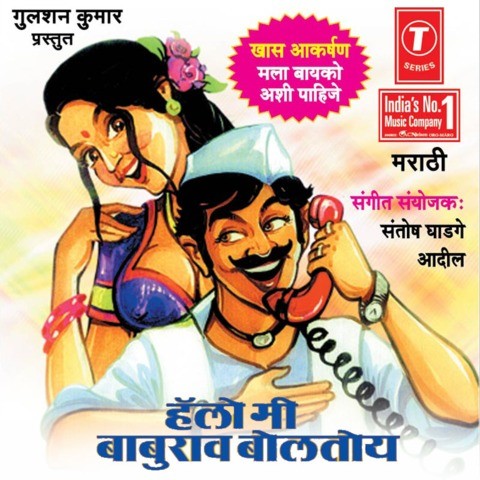 गुलशन कुमार
प्रस्तुत
खास आकर्षण
मला बायको
अशी पाहिजे
T
SERIES
India's No. 1
Music Company
मराठी
संगीत संयोजक:
संतोष घाडगे
आदील
हॅलो मी
बाबुराव बोलतोय